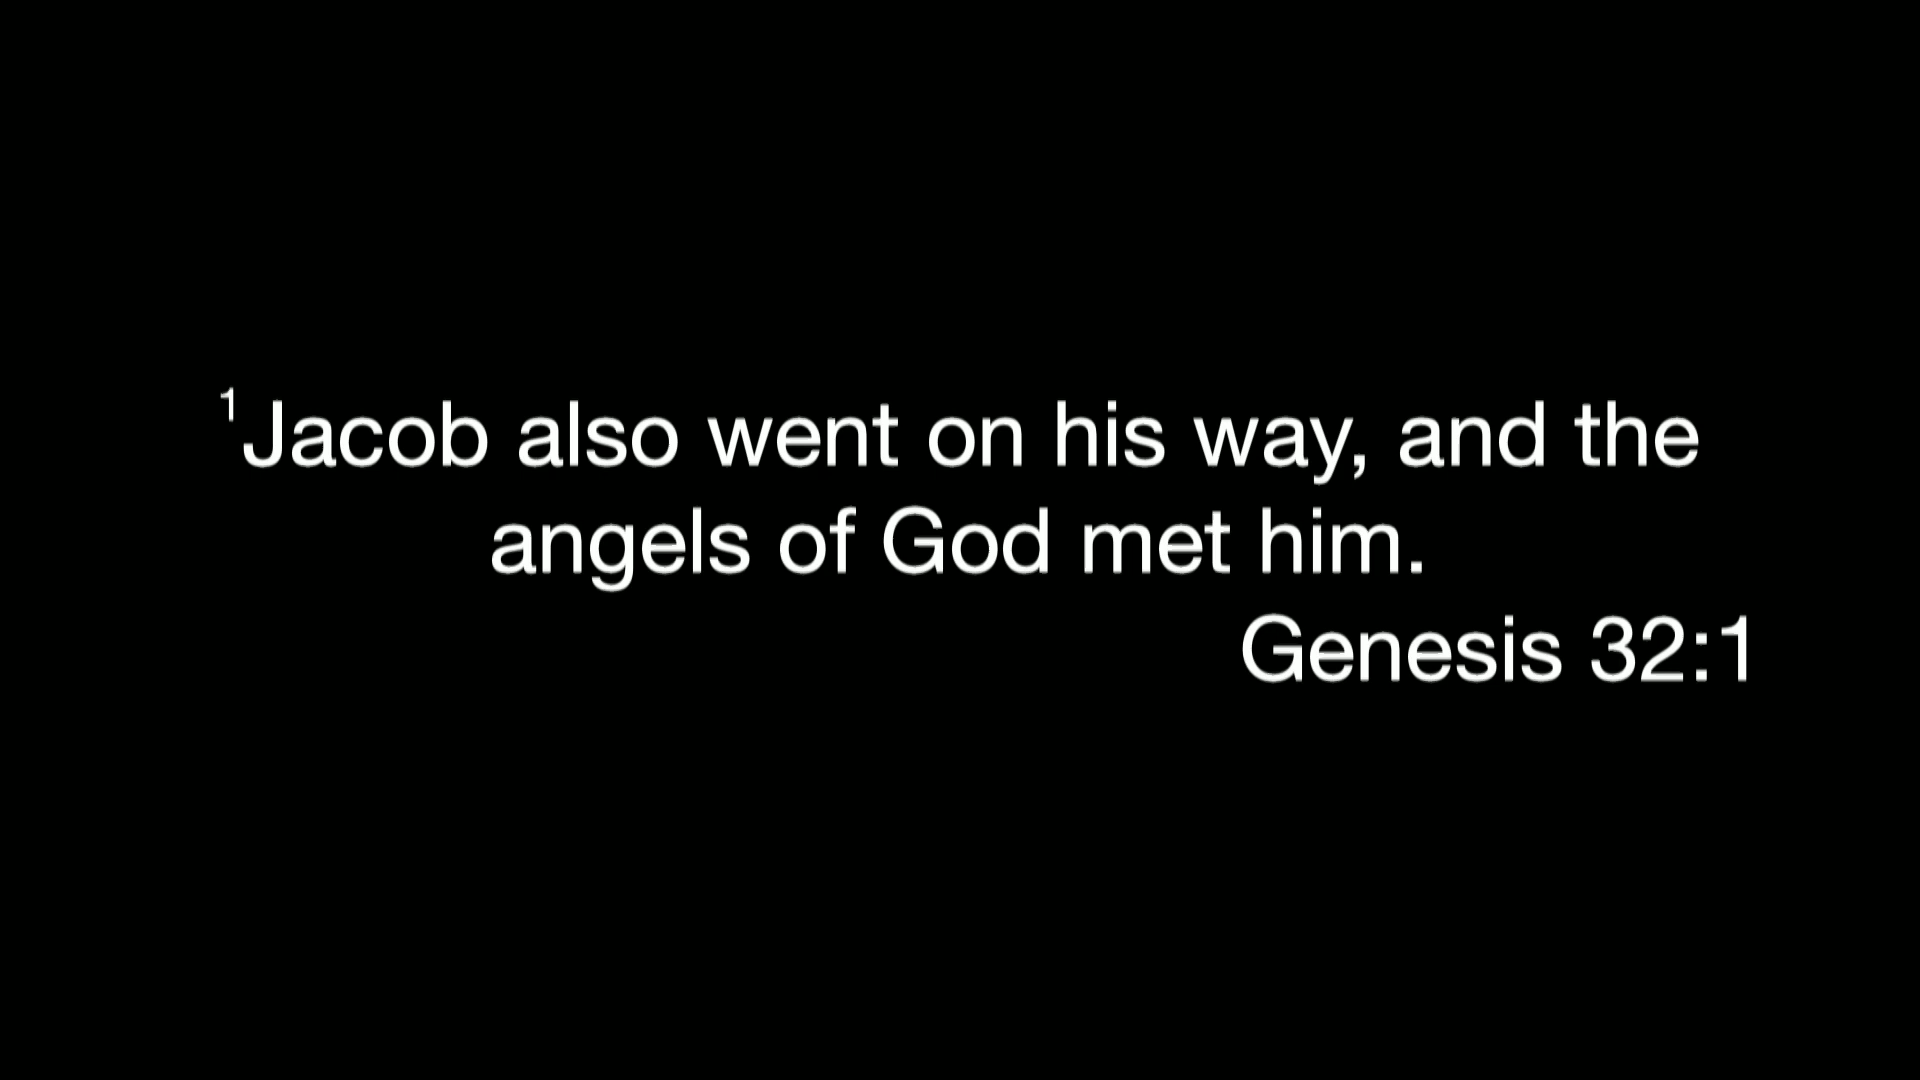 ¹Jacob also went on his way, and the
angels of God met him.
Genesis 32:1